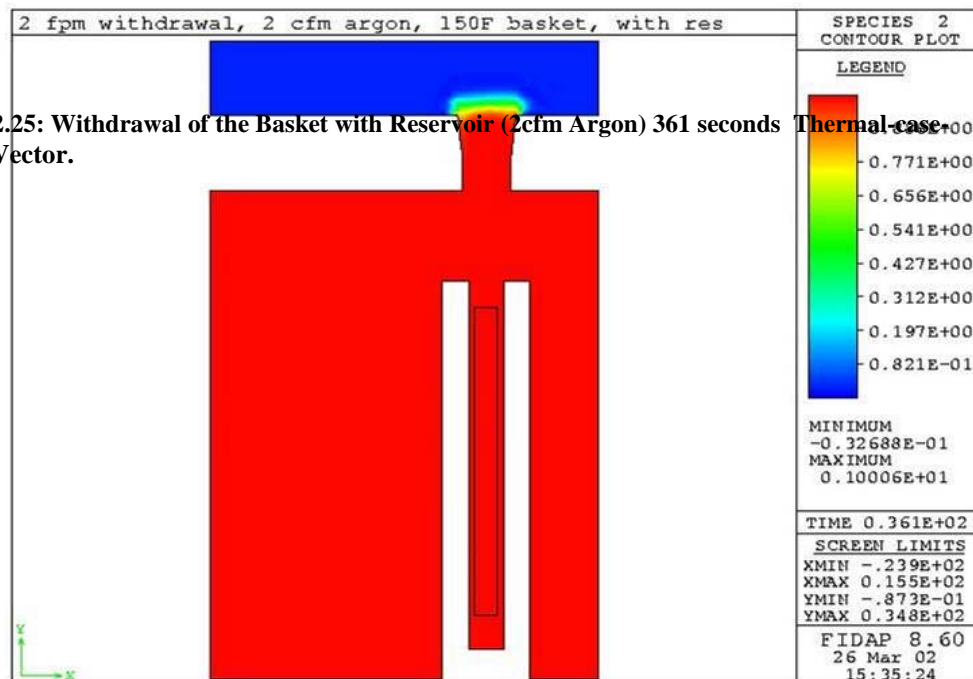 2 fpm withdrawal, 2 cfm argon, 150F basket, with res
SPECIES 2
CONTOUR PLOT
LEGEND
2.25: Withdrawal of the Basket with Reservoir (2cfm Argon) 361 seconds Thermal-case-
Vector.
0.771E+00
0.656E+00
0.541E+00
0.427E+00
0.312E+00
0.197E+00
0.821E-01
MINIMUM
-0.32688E-01
MAXIMUM
0.10006E+01
TIME 0.361E+02
SCREEN LIMITS
XMIN -.239E+02
XMAX 0.155E+02
YMIN -.873E-01
YMAX 0.348E+02
FIDAP 8.60
26 Mar 02
15:35:24
Y
X